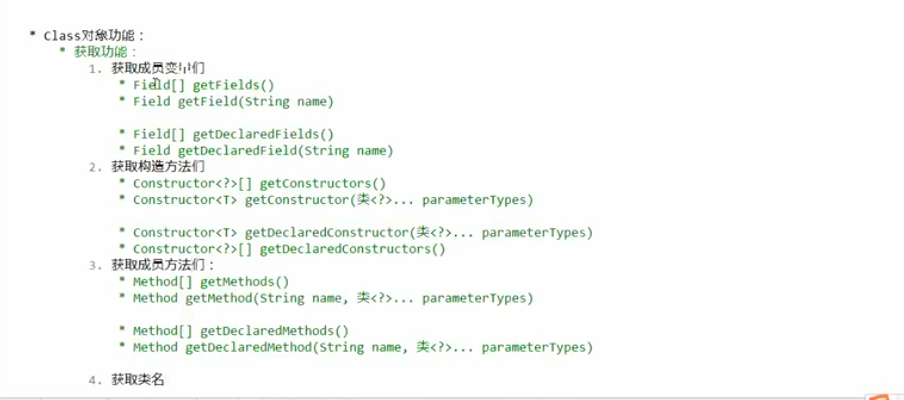 * Class对象功能：
* 获取功能：
1. 获取成员变量们
* Field[] getFields()
* Field getField(String name)
* Field[] getDeclaredFields()
* Field getDeclaredField(String name)
2. 获取构造方法们
* Constructor<?>[] getConstructors()
* Constructor<T> getConstructor(类<?>... parameterTypes)
* Constructor<T> getDeclaredConstructor(类<?>... parameterTypes)
* Constructor<?>[] getDeclaredConstructors()
3. 获取成员方法们：
* Method[] getMethods()
* Method getMethod(String name, 类<?>... parameterTypes)
* Method[] getDeclaredMethods()
* Method getDeclaredMethod(String name, 类<?>... parameterTypes)
4. 获取类名